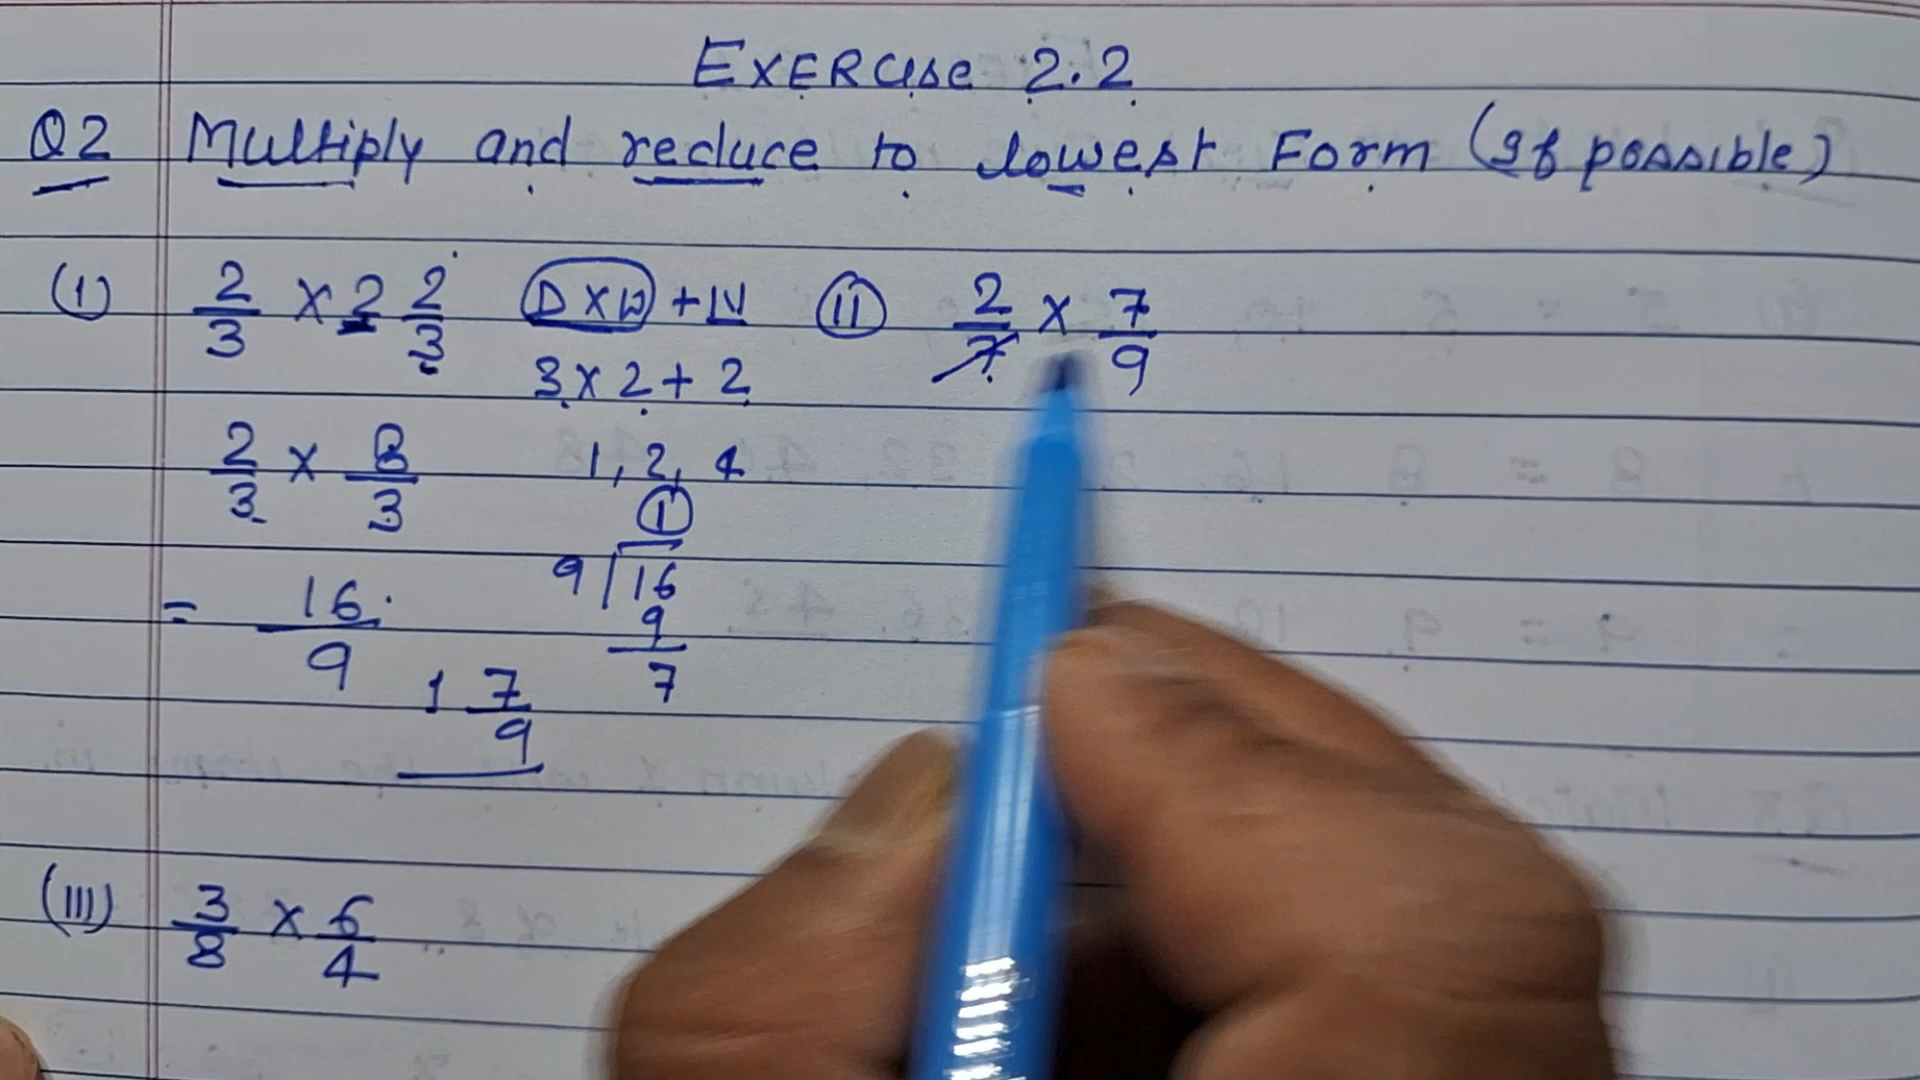 EXERCISE 2.2
Q2 Multiply and reduce to lowest Form (If possible)
(I) 2/3 × 2 2/3 D×W + N (II) 2/7 × 7/9
3 × 2 + 2
2/3 × 8/3 1, 2, 4
1
= 16/9 9 16
9
1 7/9 7
(III) 3/8 × 6/4